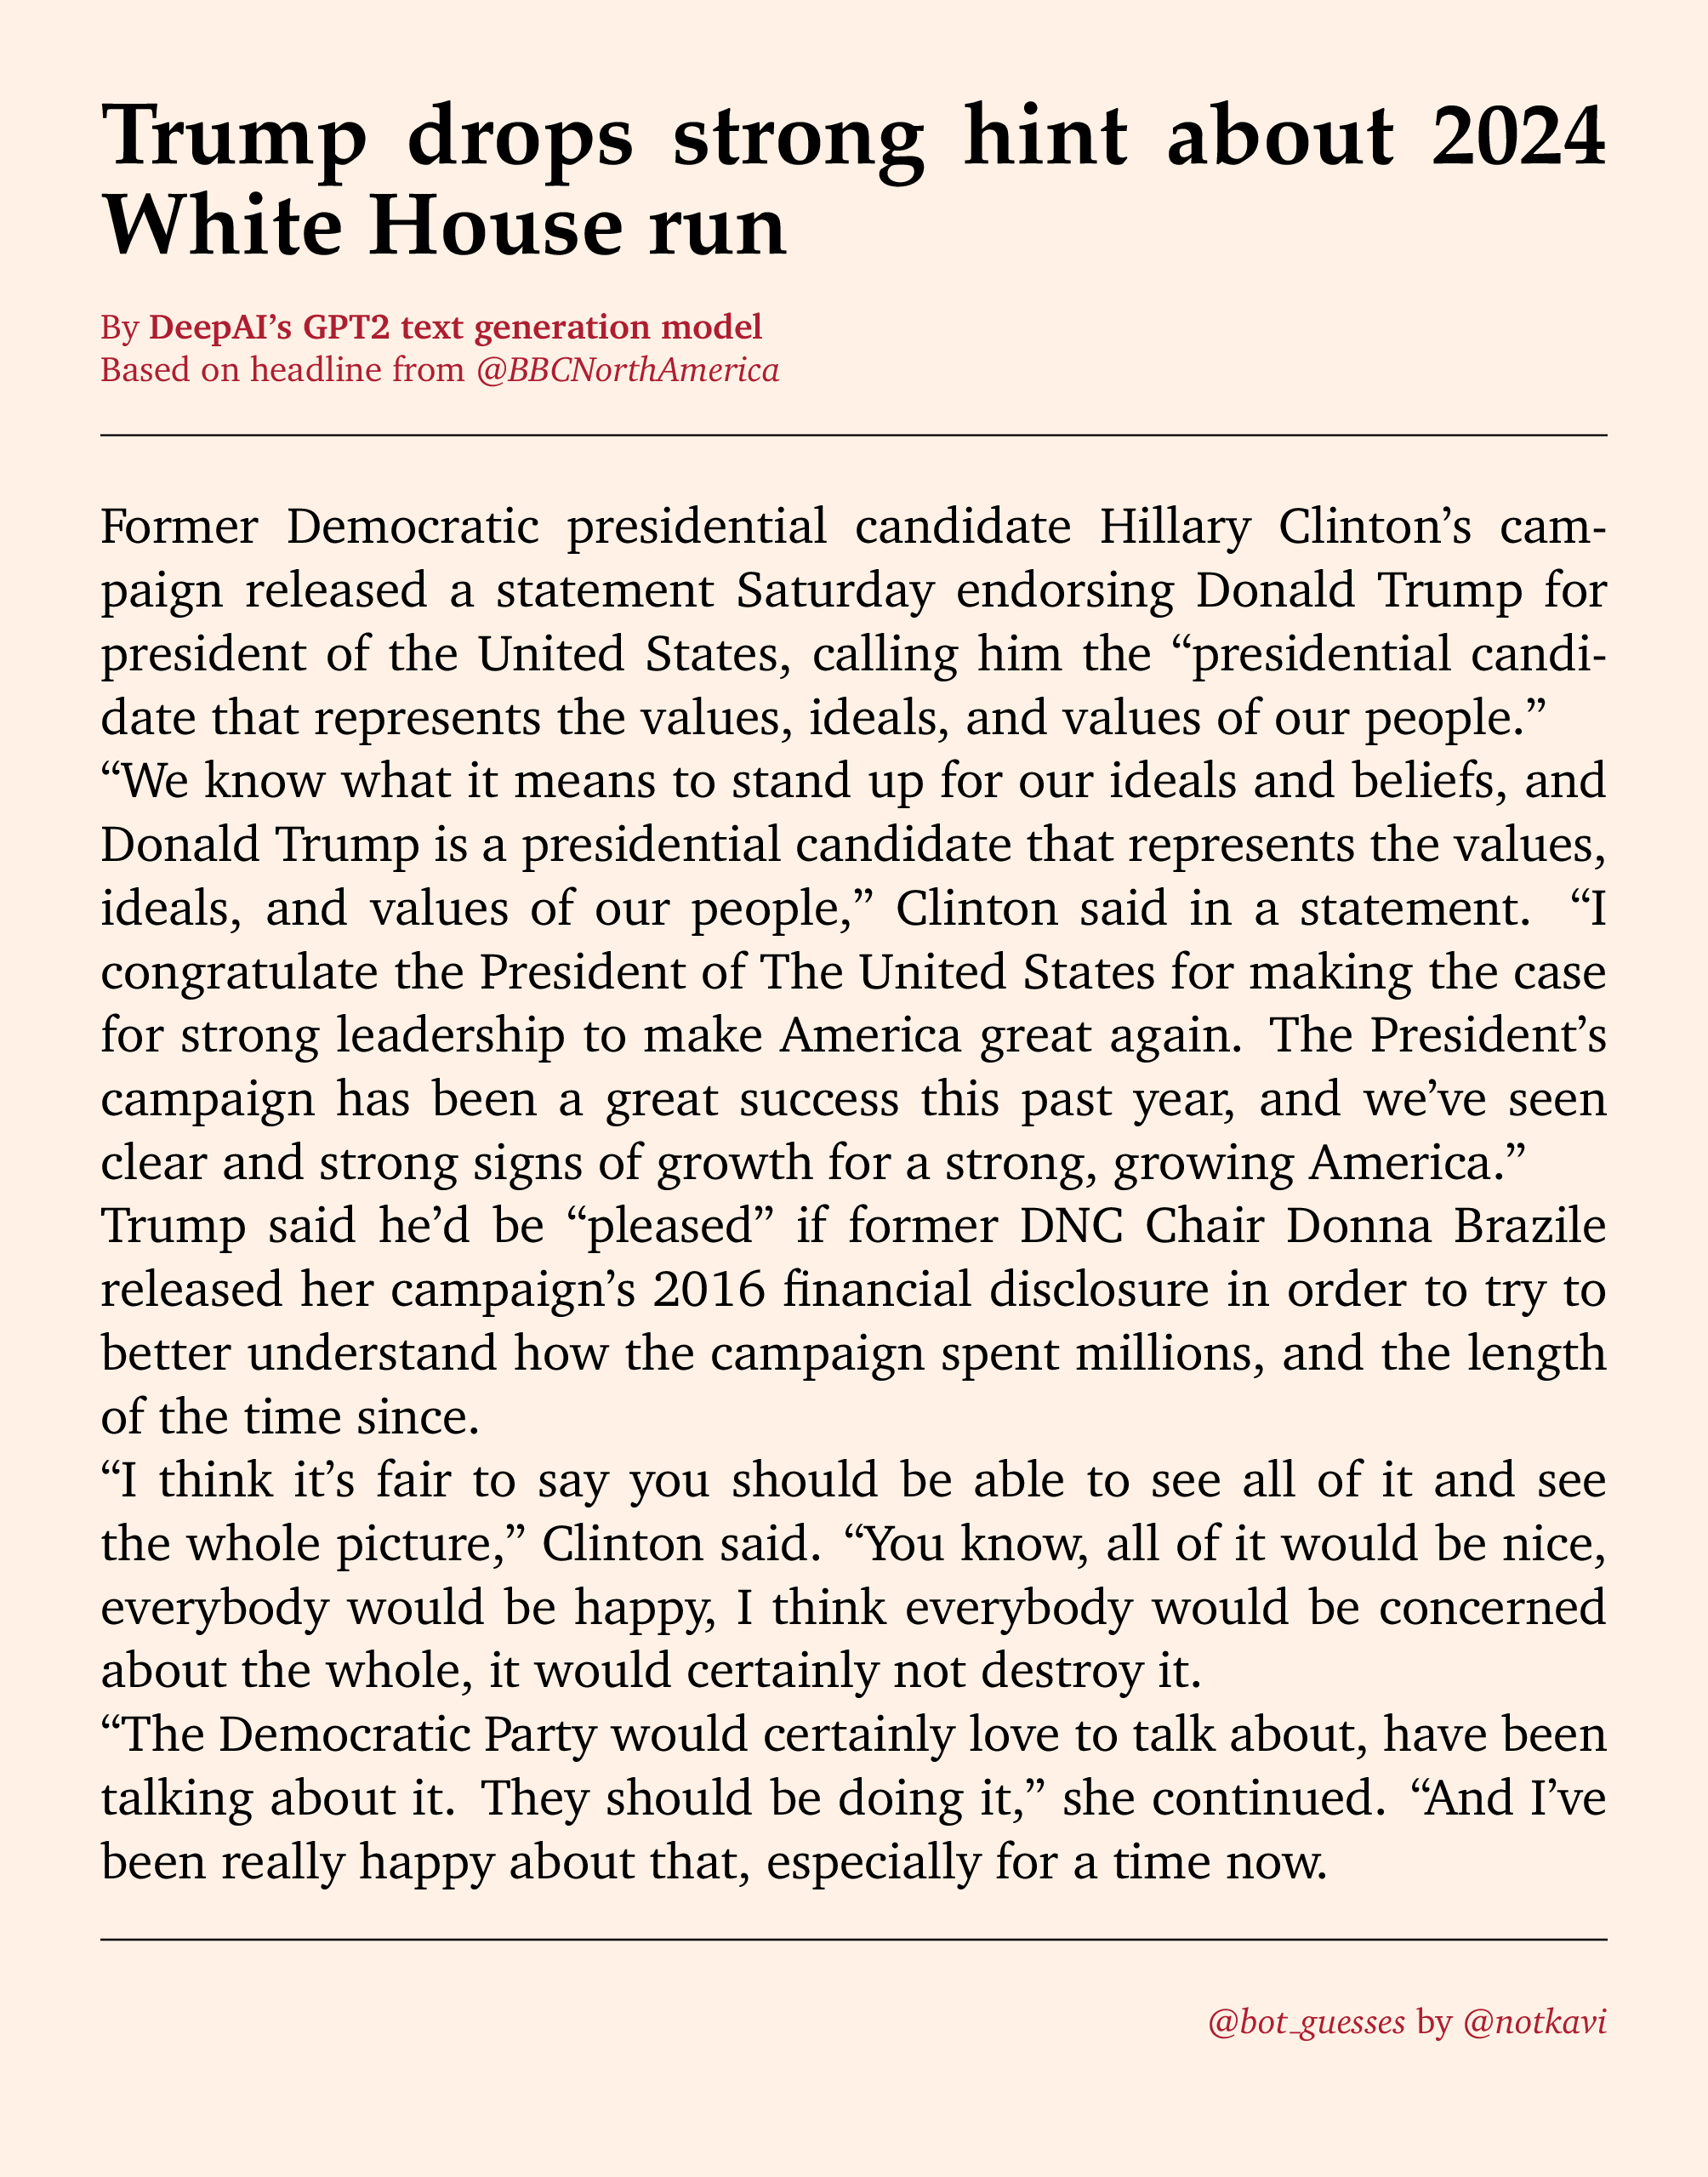 Trump drops strong hint about 2024
White House run
By DeepAI’s GPT2 text generation model
Based on headline from @BBCNorthAmerica
Former Democratic presidential candidate Hillary Clinton’s cam-
paign released a statement Saturday endorsing Donald Trump for
president of the United States, calling him the “presidential candi-
date that represents the values, ideals, and values of our people.”
“We know what it means to stand up for our ideals and beliefs, and
Donald Trump is a presidential candidate that represents the values,
ideals, and values of our people,” Clinton said in a statement. “I
congratulate the President of The United States for making the case
for strong leadership to make America great again. The President’s
campaign has been a great success this past year, and we’ve seen
clear and strong signs of growth for a strong, growing America.”
Trump said he’d be “pleased” if former DNC Chair Donna Brazile
released her campaign’s 2016 financial disclosure in order to try to
better understand how the campaign spent millions, and the length
of the time since.
“I think it’s fair to say you should be able to see all of it and see
the whole picture,” Clinton said. “You know, all of it would be nice,
everybody would be happy, I think everybody would be concerned
about the whole, it would certainly not destroy it.
“The Democratic Party would certainly love to talk about, have been
talking about it. They should be doing it,” she continued. “And I’ve
been really happy about that, especially for a time now.
@bot_guesses by @notkavi